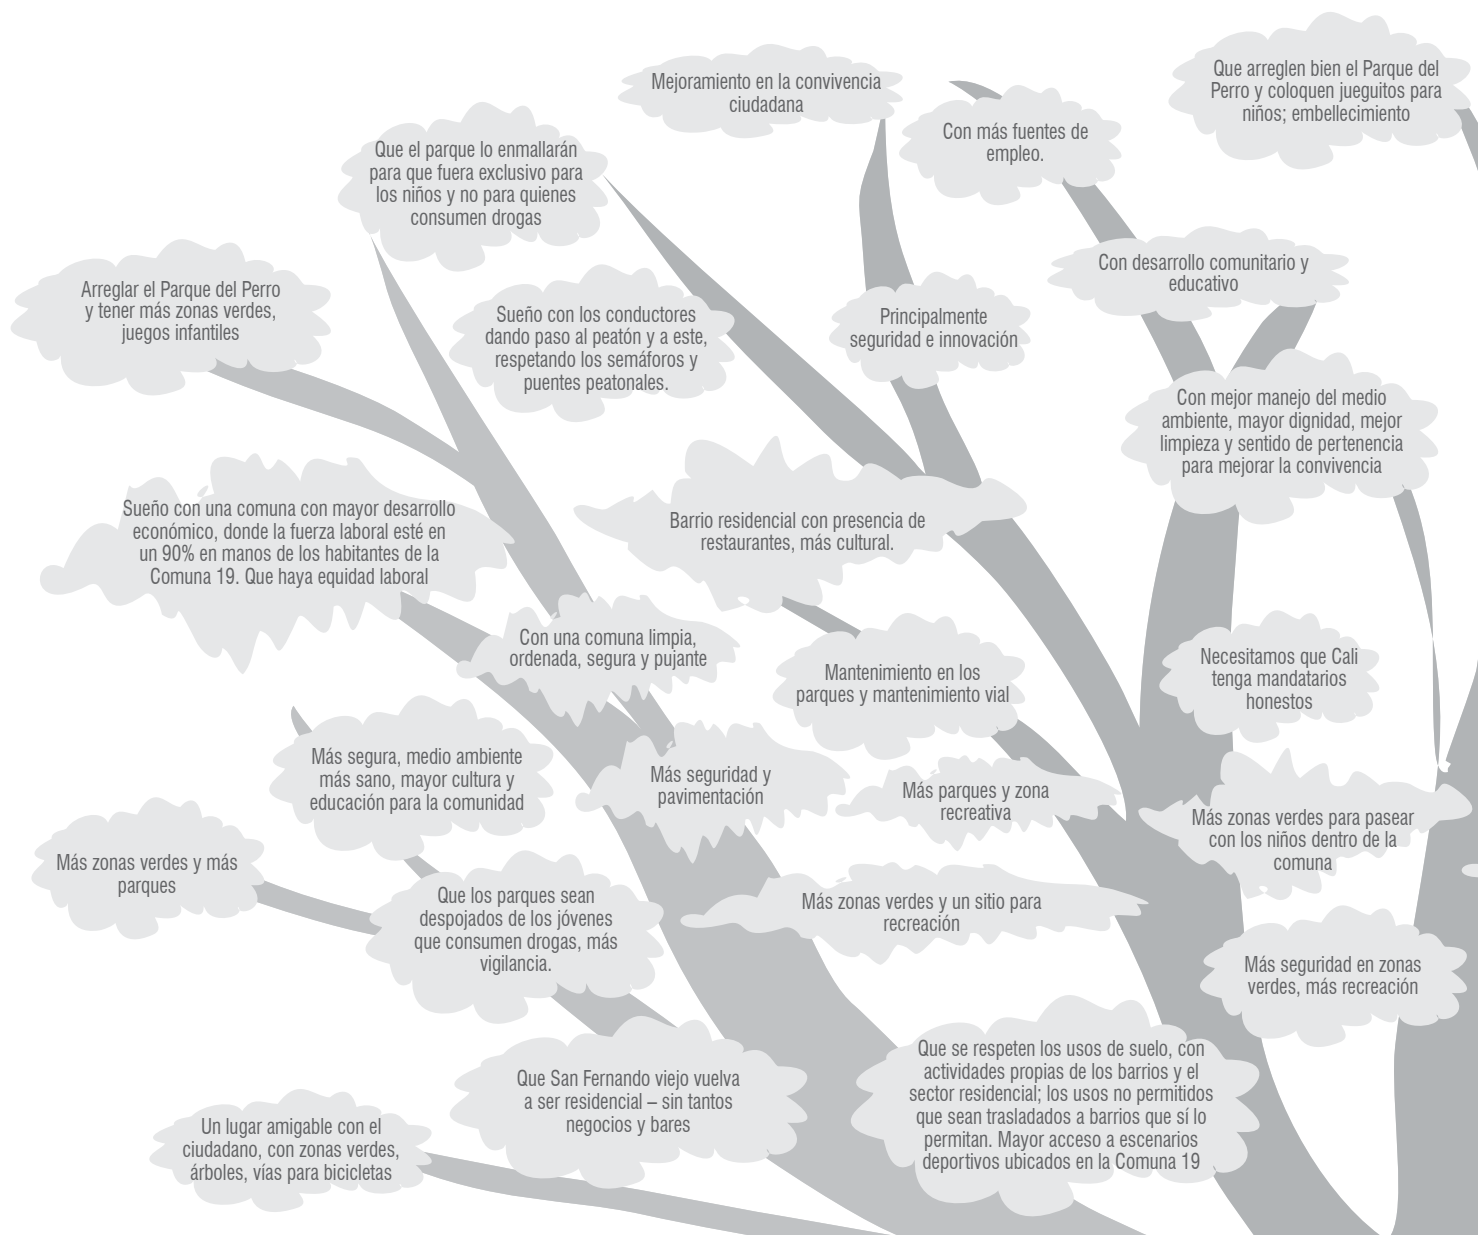 Mejoramiento en la convivencia
ciudadana
Que arreglen bien el Parque del
Perro y coloquen jueguitos para
niños; embellecimiento
Con más fuentes de
empleo.
Que el parque lo enmallarán
para que fuera exclusivo para
los niños y no para quienes
consumen drogas
Con desarrollo comunitario y
educativo
Arreglar el Parque del Perro
y tener más zonas verdes,
juegos infantiles
Sueño con los conductores
dando paso al peatón y a este,
respetando los semáforos y
puentes peatonales.
Principalmente
seguridad e innovación
Con mejor manejo del medio
ambiente, mayor dignidad, mejor
limpieza y sentido de pertenencia
para mejorar la convivencia
Sueño con una comuna con mayor desarrollo
económico, donde la fuerza laboral esté en
un 90% en manos de los habitantes de la
Comuna 19. Que haya equidad laboral
Barrio residencial con presencia de
restaurantes, más cultural.
Con una comuna limpia,
ordenada, segura y pujante
Mantenimiento en los
parques y mantenimiento vial
Necesitamos que Cali
tenga mandatarios
honestos
Más segura, medio ambiente
más sano, mayor cultura y
educación para la comunidad
Más seguridad y
pavimentación
Más parques y zona
recreativa
Más zonas verdes para pasear
con los niños dentro de la
comuna
Más zonas verdes y más
parques
Que los parques sean
despojados de los jóvenes
que consumen drogas, más
vigilancia.
Más zonas verdes y un sitio para
recreación
Más seguridad en zonas
verdes, más recreación
Que San Fernando viejo vuelva
a ser residencial – sin tantos
negocios y bares
Que se respeten los usos de suelo, con
actividades propias de los barrios y el
sector residencial; los usos no permitidos
que sean trasladados a barrios que sí lo
permitan. Mayor acceso a escenarios
deportivos ubicados en la Comuna 19
Un lugar amigable con el
ciudadano, con zonas verdes,
árboles, vías para bicicletas